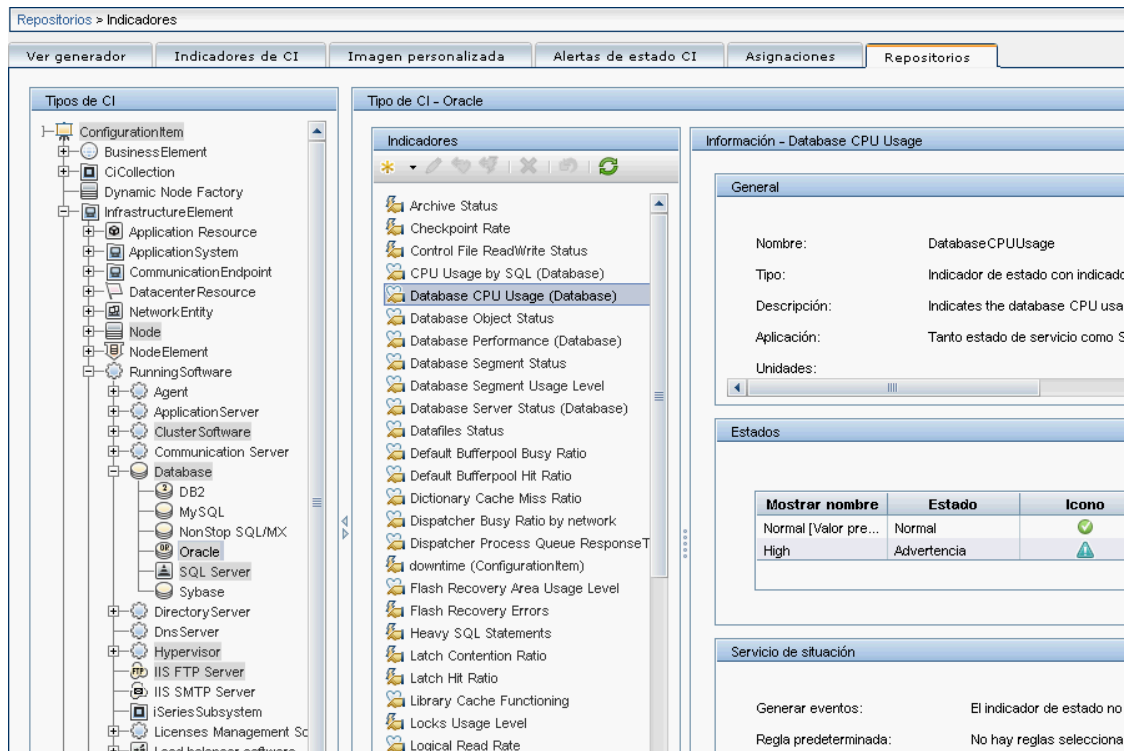 Repositorios > Indicadores
Ver generador
Indicadores de CI
Imagen personalizada
Alertas de estado CI
Asignaciones
Repositorios
Tipos de CI
ConfigurationItem
BusinessElement
CiCollection
Dynamic Node Factory
InfrastructureElement
Application Resource
ApplicationSystem
CommunicationEndpoint
DatacenterResource
NetworkEntity
Node
NodeElement
RunningSoftware
Agent
ApplicationServer
ClusterSoftware
Communication Server
Database
DB2
MySQL
NonStop SQL/MX
Oracle
SQL Server
Sybase
DirectoryServer
DnsServer
Hypervisor
IIS FTP Server
IIS SMTP Server
iSeriesSubsystem
Licenses Management Sc
Load balancer software
Tipo de CI - Oracle
Indicadores
Archive Status
Checkpoint Rate
Control File ReadWrite Status
CPU Usage by SQL (Database)
Database CPU Usage (Database)
Database Object Status
Database Performance (Database)
Database Segment Status
Database Segment Usage Level
Database Server Status (Database)
Datafiles Status
Default Bufferpool Busy Ratio
Default Bufferpool Hit Ratio
Dictionary Cache Miss Ratio
Dispatcher Busy Ratio by network
Dispatcher Process Queue ResponseT
downtime (ConfigurationItem)
Flash Recovery Area Usage Level
Flash Recovery Errors
Heavy SQL Statements
Latch Contention Ratio
Latch Hit Ratio
Library Cache Functioning
Locks Usage Level
Logical Read Rate
Información - Database CPU Usage
General
Nombre: DatabaseCPUUsage
Tipo: Indicador de estado con indicado
Descripción: Indicates the database CPU usa
Aplicación: Tanto estado de servicio como S
Unidades:
Estados
Mostrar nombre Estado Icono
Normal [Valor pre... Normal
High Advertencia
Servicio de situación
Generar eventos: El indicador de estado no
Regla predeterminada: No hay reglas selecciona